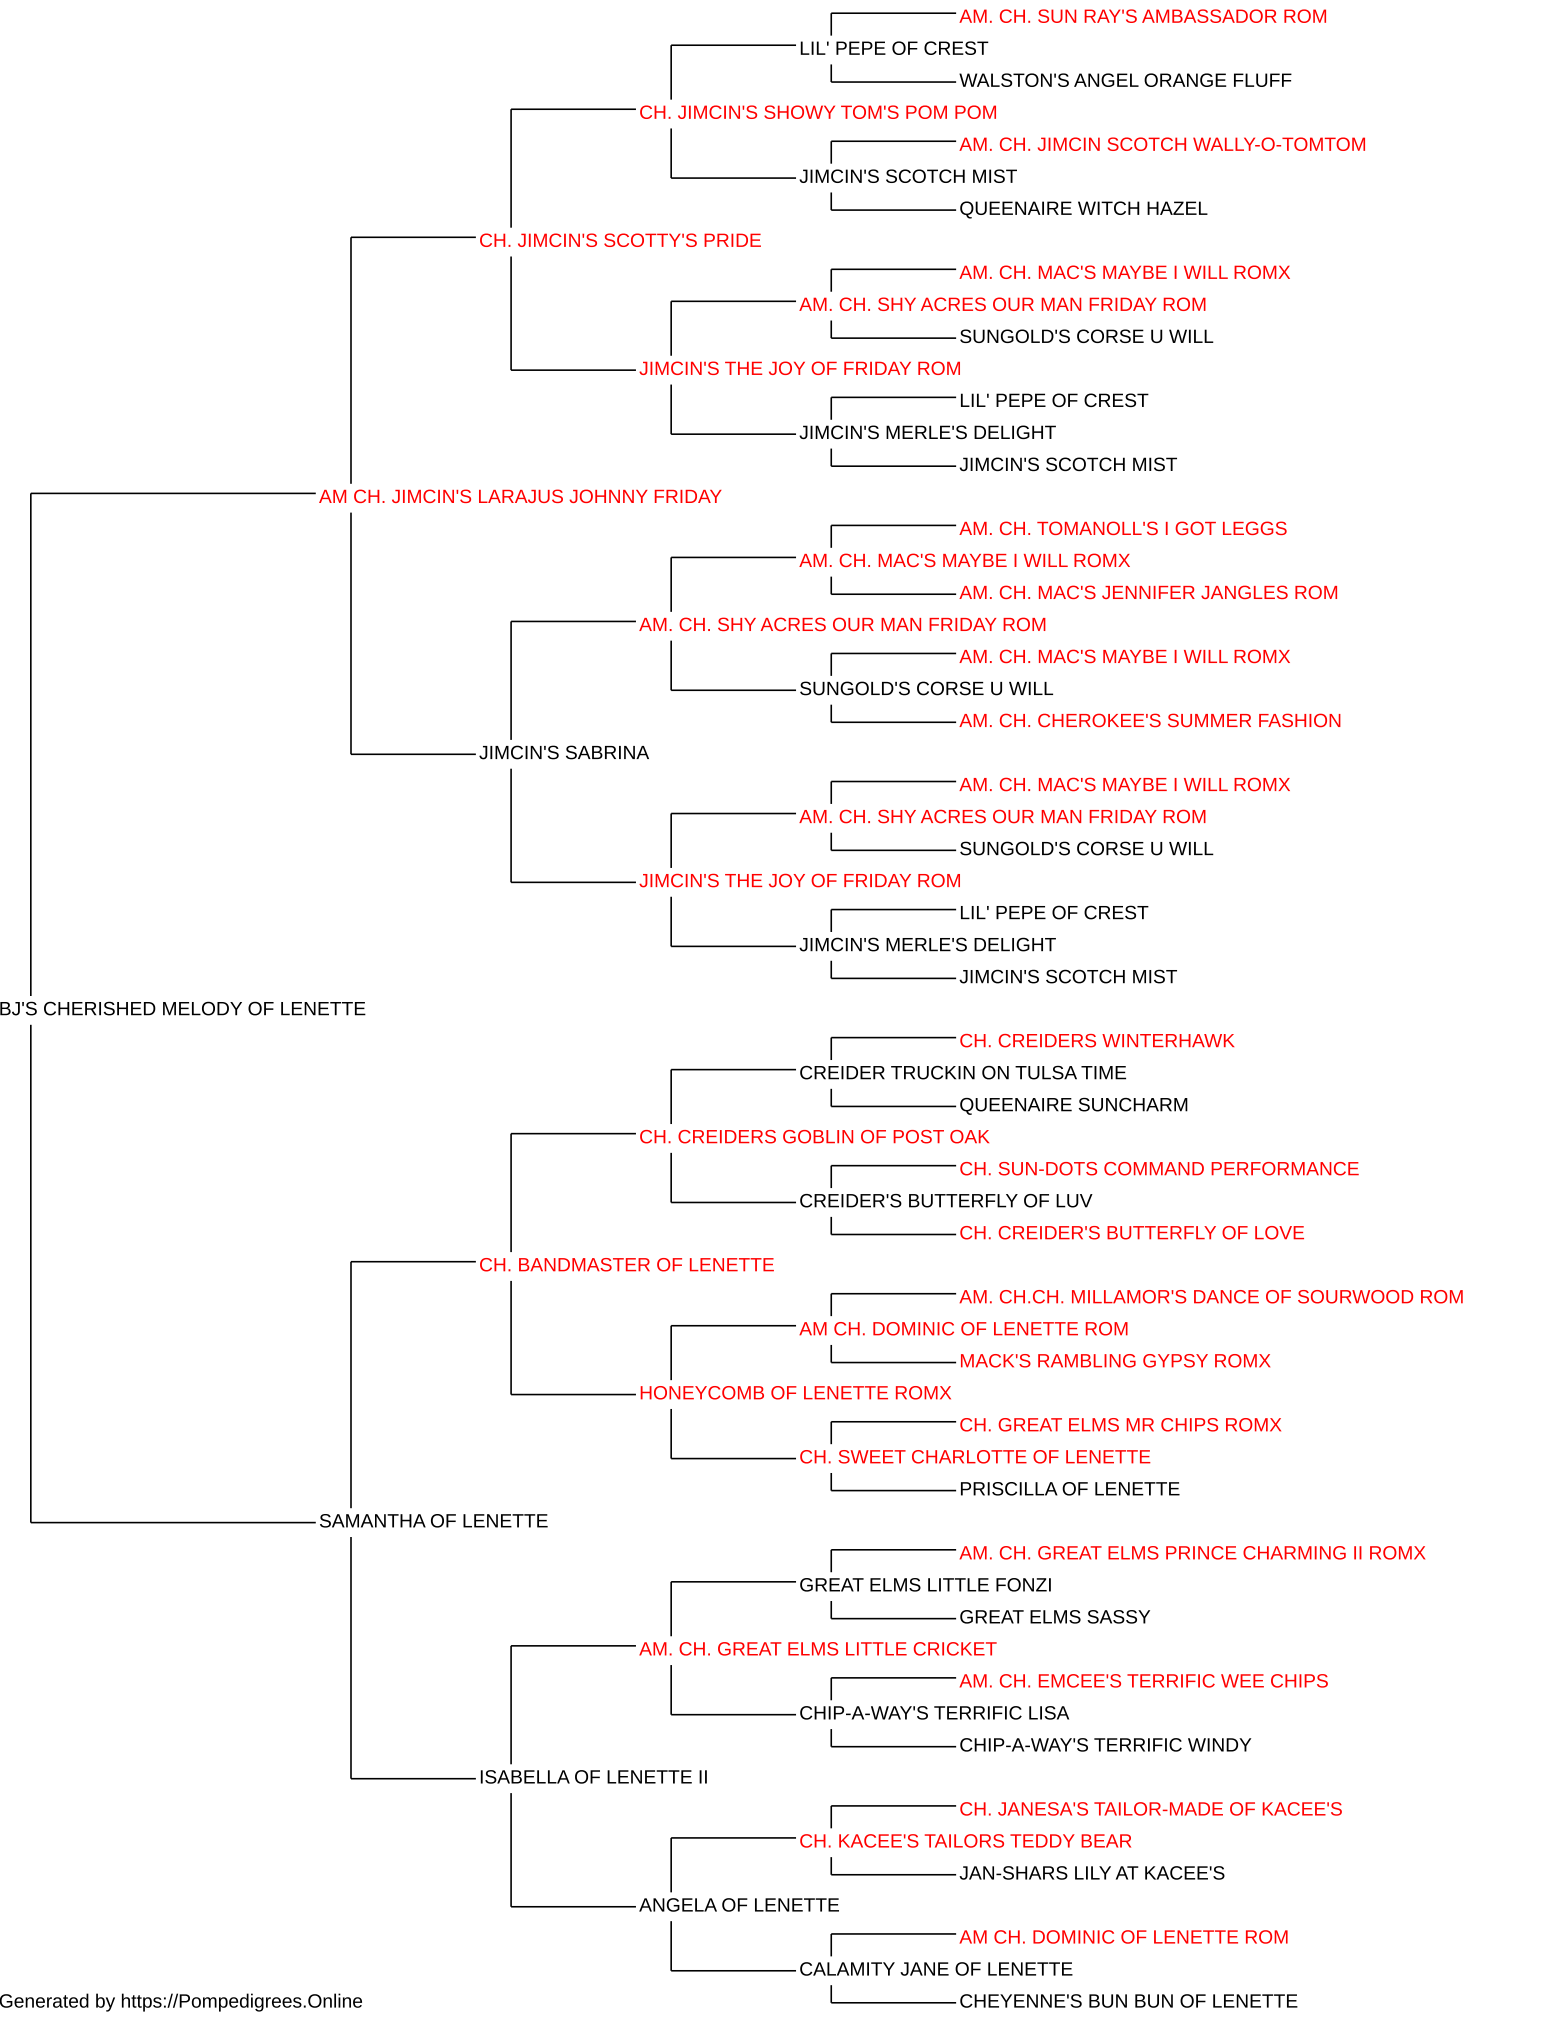 AM. CH. SUN RAY'S AMBASSADOR ROM
LIL' PEPE OF CREST
WALSTON'S ANGEL ORANGE FLUFF
CH. JIMCIN'S SHOWY TOM'S POM POM
AM. CH. JIMCIN SCOTCH WALLY-O-TOMTOM
JIMCIN'S SCOTCH MIST
QUEENAIRE WITCH HAZEL
CH. JIMCIN'S SCOTTY'S PRIDE
AM. CH. MAC'S MAYBE I WILL ROMX
AM. CH. SHY ACRES OUR MAN FRIDAY ROM
SUNGOLD'S CORSE U WILL
JIMCIN'S THE JOY OF FRIDAY ROM
LIL' PEPE OF CREST
JIMCIN'S MERLE'S DELIGHT
JIMCIN'S SCOTCH MIST
AM CH. JIMCIN'S LARAJUS JOHNNY FRIDAY
AM. CH. TOMANOLL'S I GOT LEGGS
AM. CH. MAC'S MAYBE I WILL ROMX
AM. CH. MAC'S JENNIFER JANGLES ROM
AM. CH. SHY ACRES OUR MAN FRIDAY ROM
AM. CH. MAC'S MAYBE I WILL ROMX
SUNGOLD'S CORSE U WILL
AM. CH. CHEROKEE'S SUMMER FASHION
JIMCIN'S SABRINA
AM. CH. MAC'S MAYBE I WILL ROMX
AM. CH. SHY ACRES OUR MAN FRIDAY ROM
SUNGOLD'S CORSE U WILL
JIMCIN'S THE JOY OF FRIDAY ROM
LIL' PEPE OF CREST
JIMCIN'S MERLE'S DELIGHT
JIMCIN'S SCOTCH MIST
BJ'S CHERISHED MELODY OF LENETTE
CH. CREIDERS WINTERHAWK
CREIDER TRUCKIN ON TULSA TIME
QUEENAIRE SUNCHARM
CH. CREIDERS GOBLIN OF POST OAK
CH. SUN-DOTS COMMAND PERFORMANCE
CREIDER'S BUTTERFLY OF LUV
CH. CREIDER'S BUTTERFLY OF LOVE
CH. BANDMASTER OF LENETTE
AM. CH.CH. MILLAMOR'S DANCE OF SOURWOOD ROM
AM CH. DOMINIC OF LENETTE ROM
MACK'S RAMBLING GYPSY ROMX
HONEYCOMB OF LENETTE ROMX
CH. GREAT ELMS MR CHIPS ROMX
CH. SWEET CHARLOTTE OF LENETTE
PRISCILLA OF LENETTE
SAMANTHA OF LENETTE
AM. CH. GREAT ELMS PRINCE CHARMING II ROMX
GREAT ELMS LITTLE FONZI
GREAT ELMS SASSY
AM. CH. GREAT ELMS LITTLE CRICKET
AM. CH. EMCEE'S TERRIFIC WEE CHIPS
CHIP-A-WAY'S TERRIFIC LISA
CHIP-A-WAY'S TERRIFIC WINDY
ISABELLA OF LENETTE II
CH. JANESA'S TAILOR-MADE OF KACEE'S
CH. KACEE'S TAILORS TEDDY BEAR
JAN-SHARS LILY AT KACEE'S
ANGELA OF LENETTE
AM CH. DOMINIC OF LENETTE ROM
CALAMITY JANE OF LENETTE
CHEYENNE'S BUN BUN OF LENETTE
Generated by https://Pompedigrees.Online